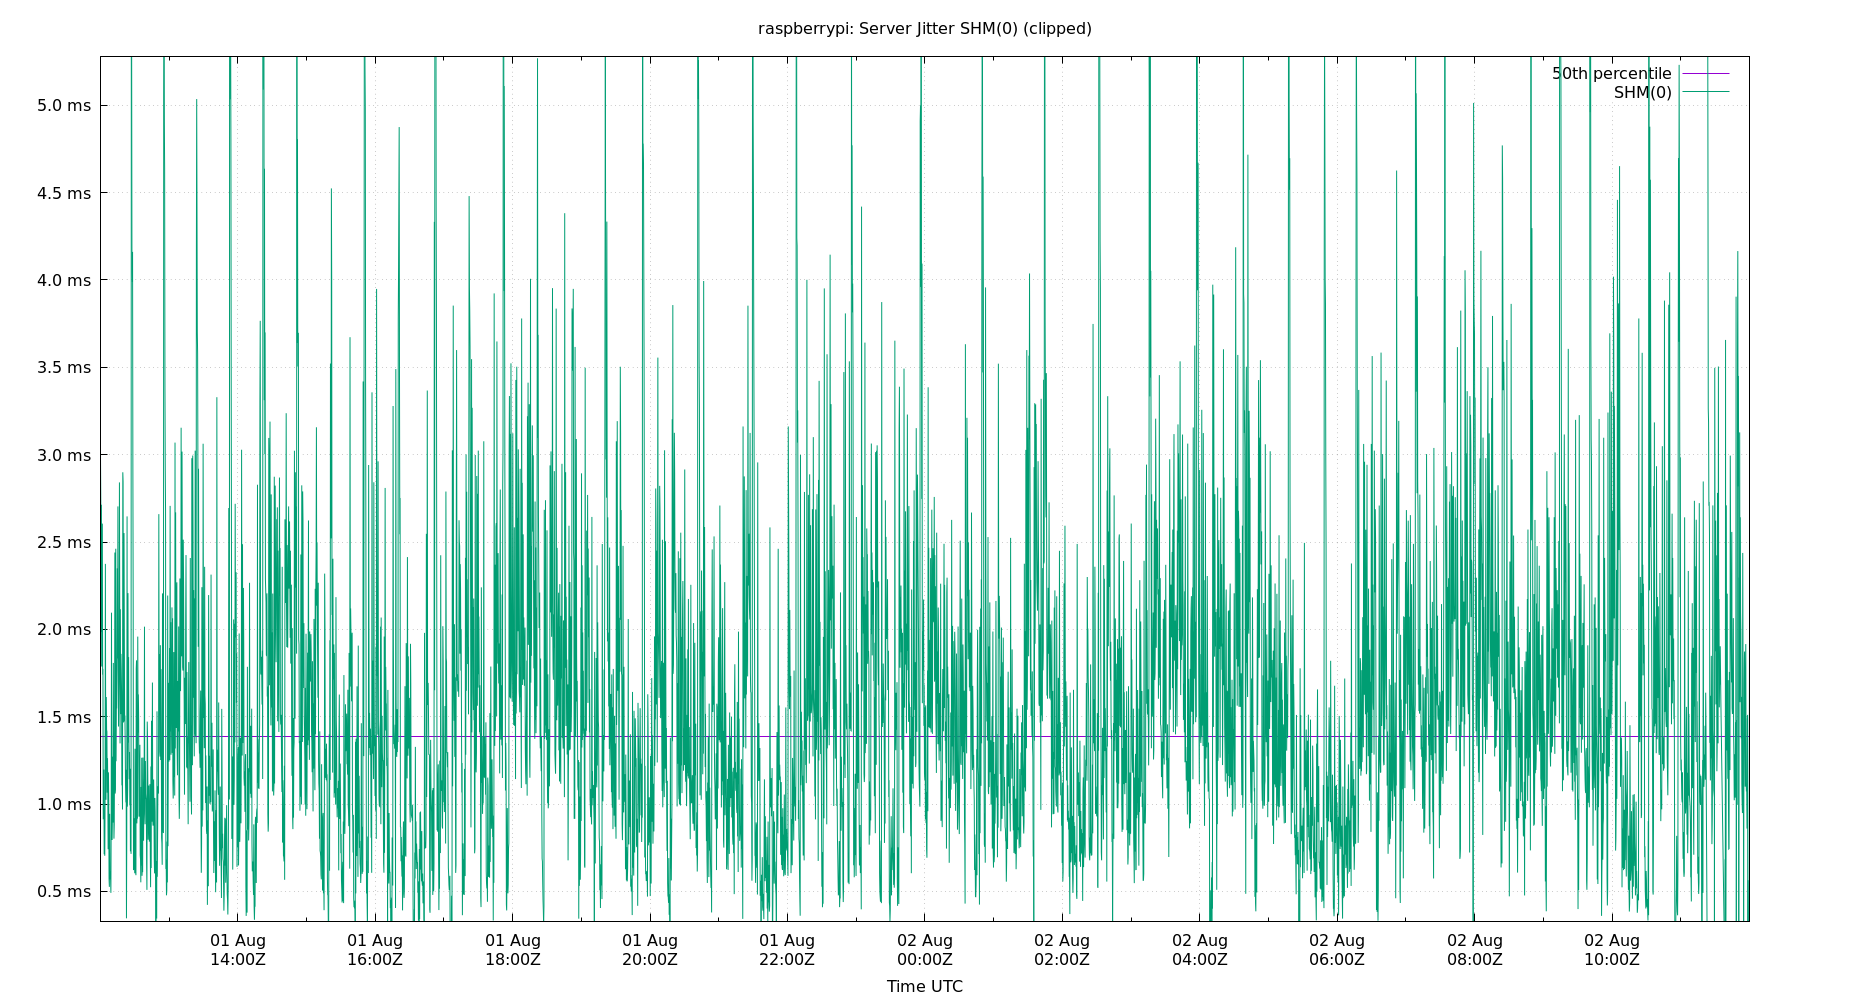 raspberrypi: Server Jitter SHM(0) (clipped)
50th percentile
SHM(0)
5.0 ms
4.5 ms
4.0 ms
3.5 ms
3.0 ms
2.5 ms
2.0 ms
1.5 ms
1.0 ms
0.5 ms
01 Aug 01 Aug 01 Aug 01 Aug 01 Aug 02 Aug 02 Aug 02 Aug 02 Aug 02 Aug 02 Aug
14:00Z 16:00Z 18:00Z 20:00Z 22:00Z 00:00Z 02:00Z 04:00Z 06:00Z 08:00Z 10:00Z
Time UTC